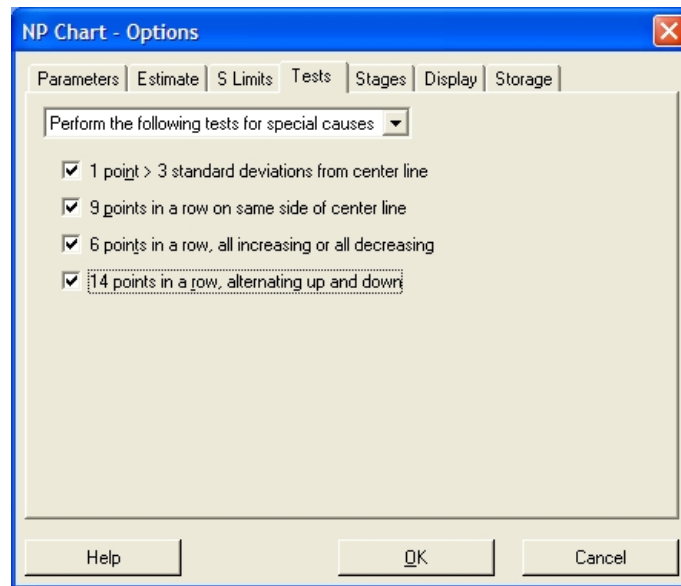 NP Chart - Options
Parameters Estimate S Limits Tests Stages Display Storage
Perform the following tests for special causes
1 point > 3 standard deviations from center line
9 points in a row on same side of center line
6 points in a row, all increasing or all decreasing
14 points in a row, alternating up and down
Help OK Cancel